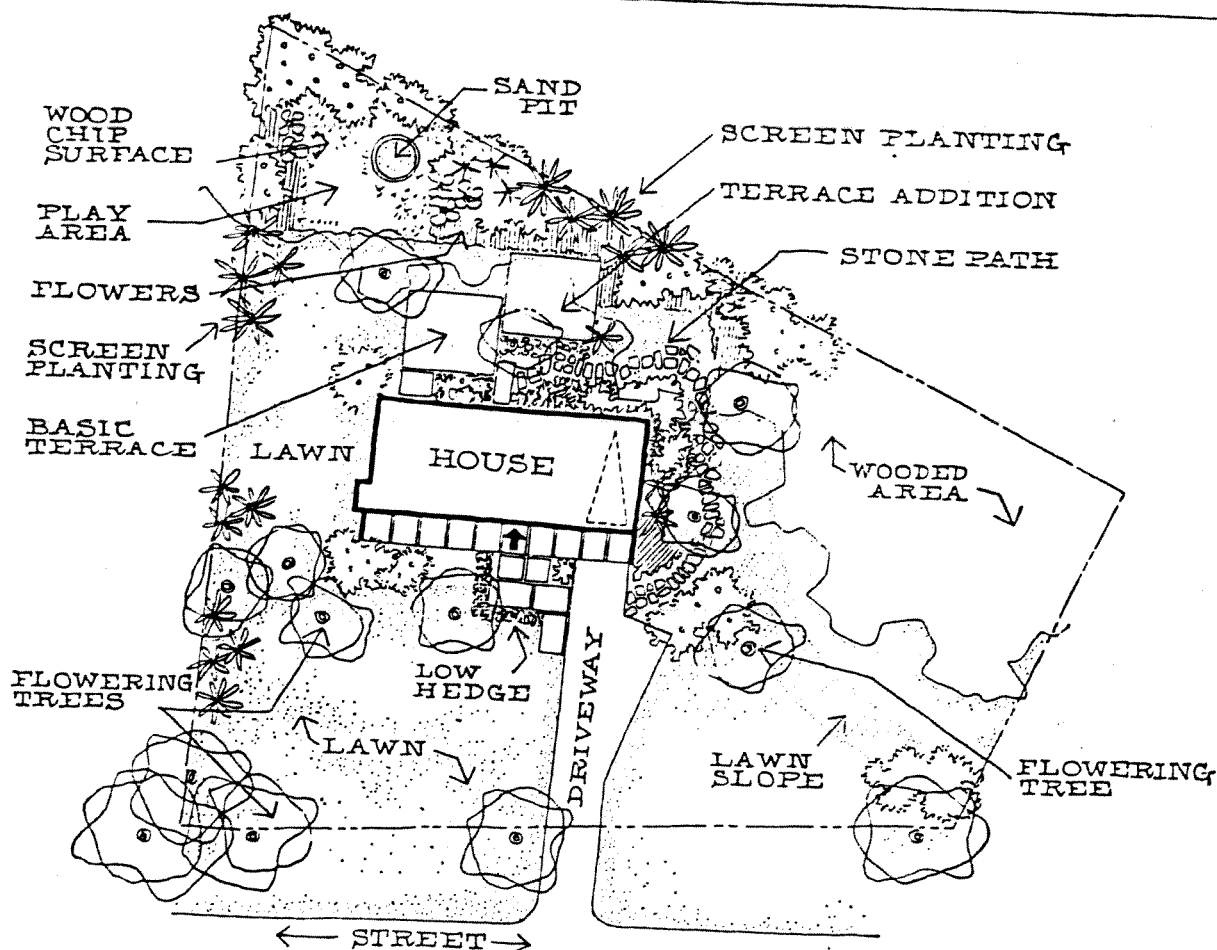 SAND
PIT
WOOD
CHIP
SURFACE
SCREEN PLANTING
TERRACE ADDITION
PLAY
AREA
STONE PATH
FLOWERS
SCREEN
PLANTING
BASIC
TERRACE
LAWN
HOUSE
WOODED
AREA
FLOWERING
TREES
LOW
HEDGE
DRIVEWAY
LAWN
LAWN
SLOPE
FLOWERING
TREE
STREET